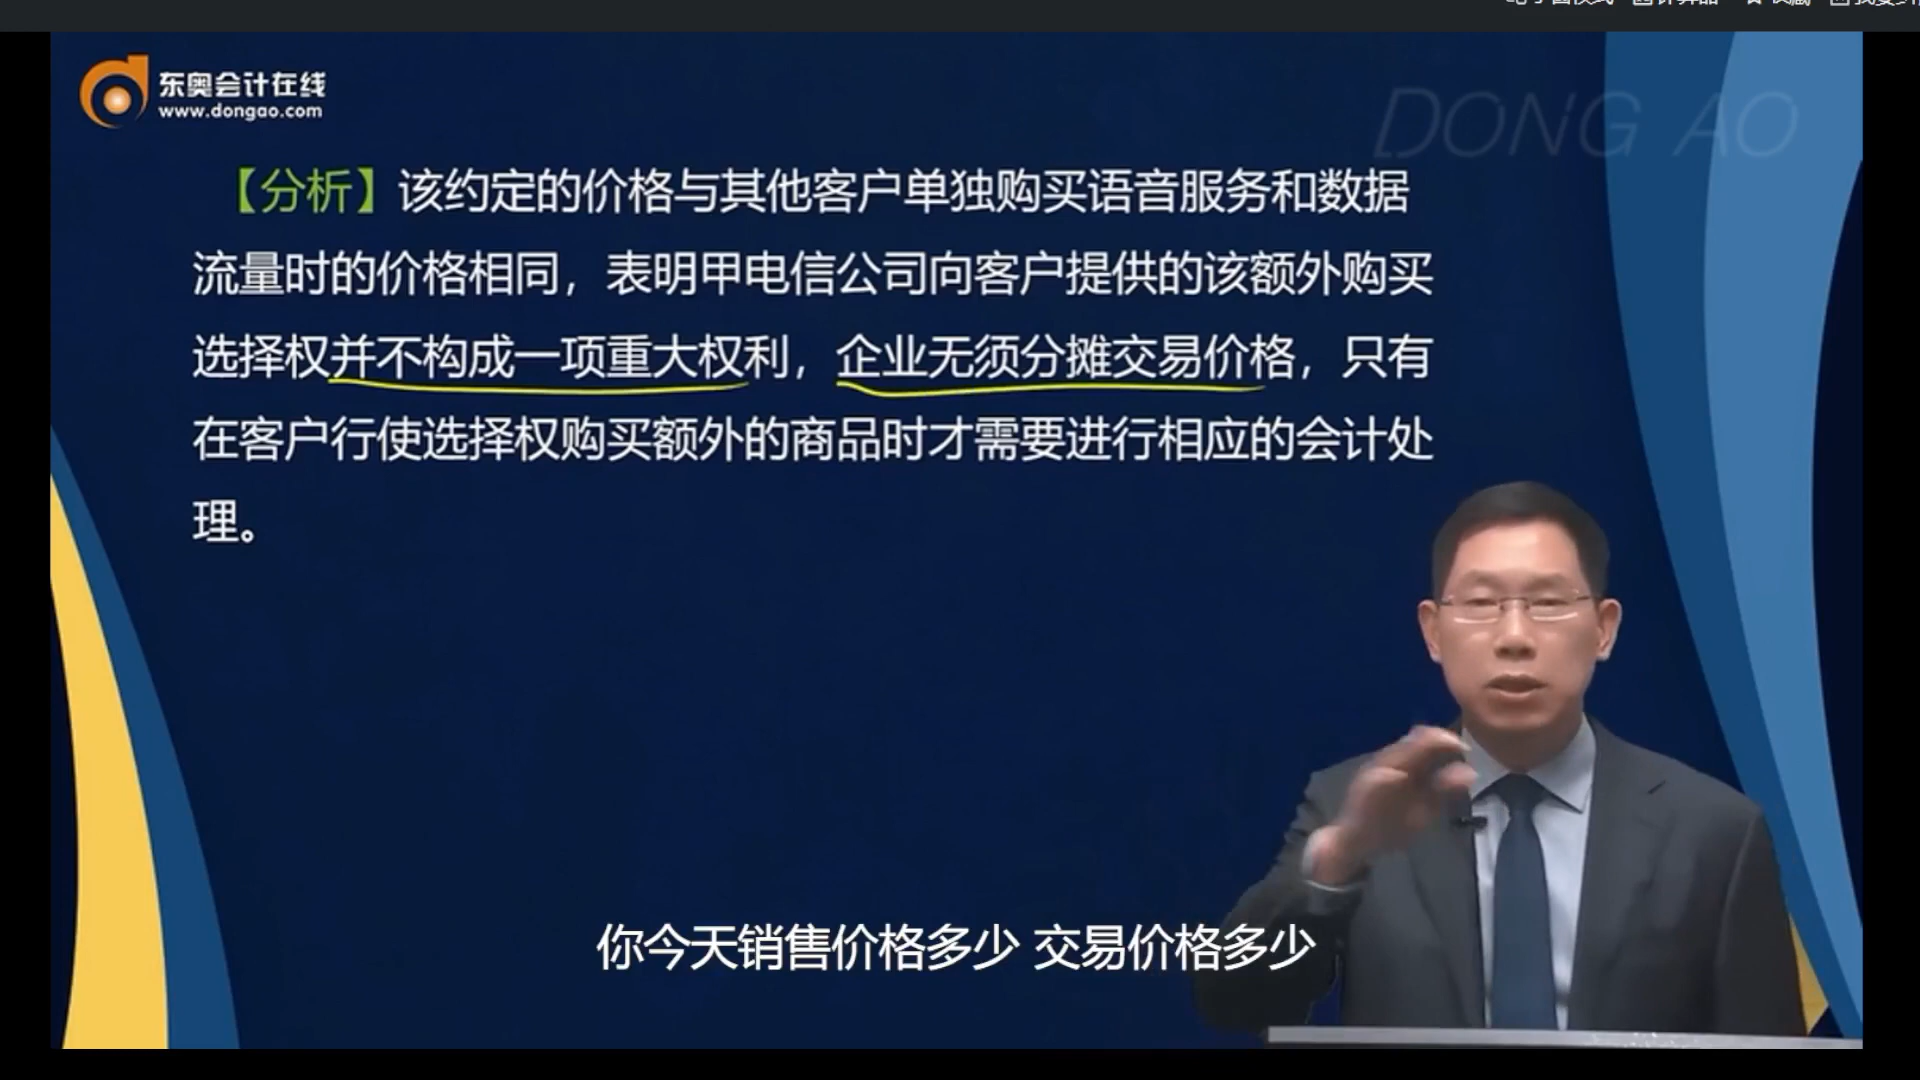 收藏
东奥会计在线
www.dongao.com
DONG AO
【分析】该约定的价格与其他客户单独购买语音服务和数据
流量时的价格相同，表明甲电信公司向客户提供的该额外购买
选择权并不构成一项重大权利，企业无须分摊交易价格，只有
在客户行使选择权购买额外的商品时才需要进行相应的会计处
理。
你今天销售价格多少 交易价格多少